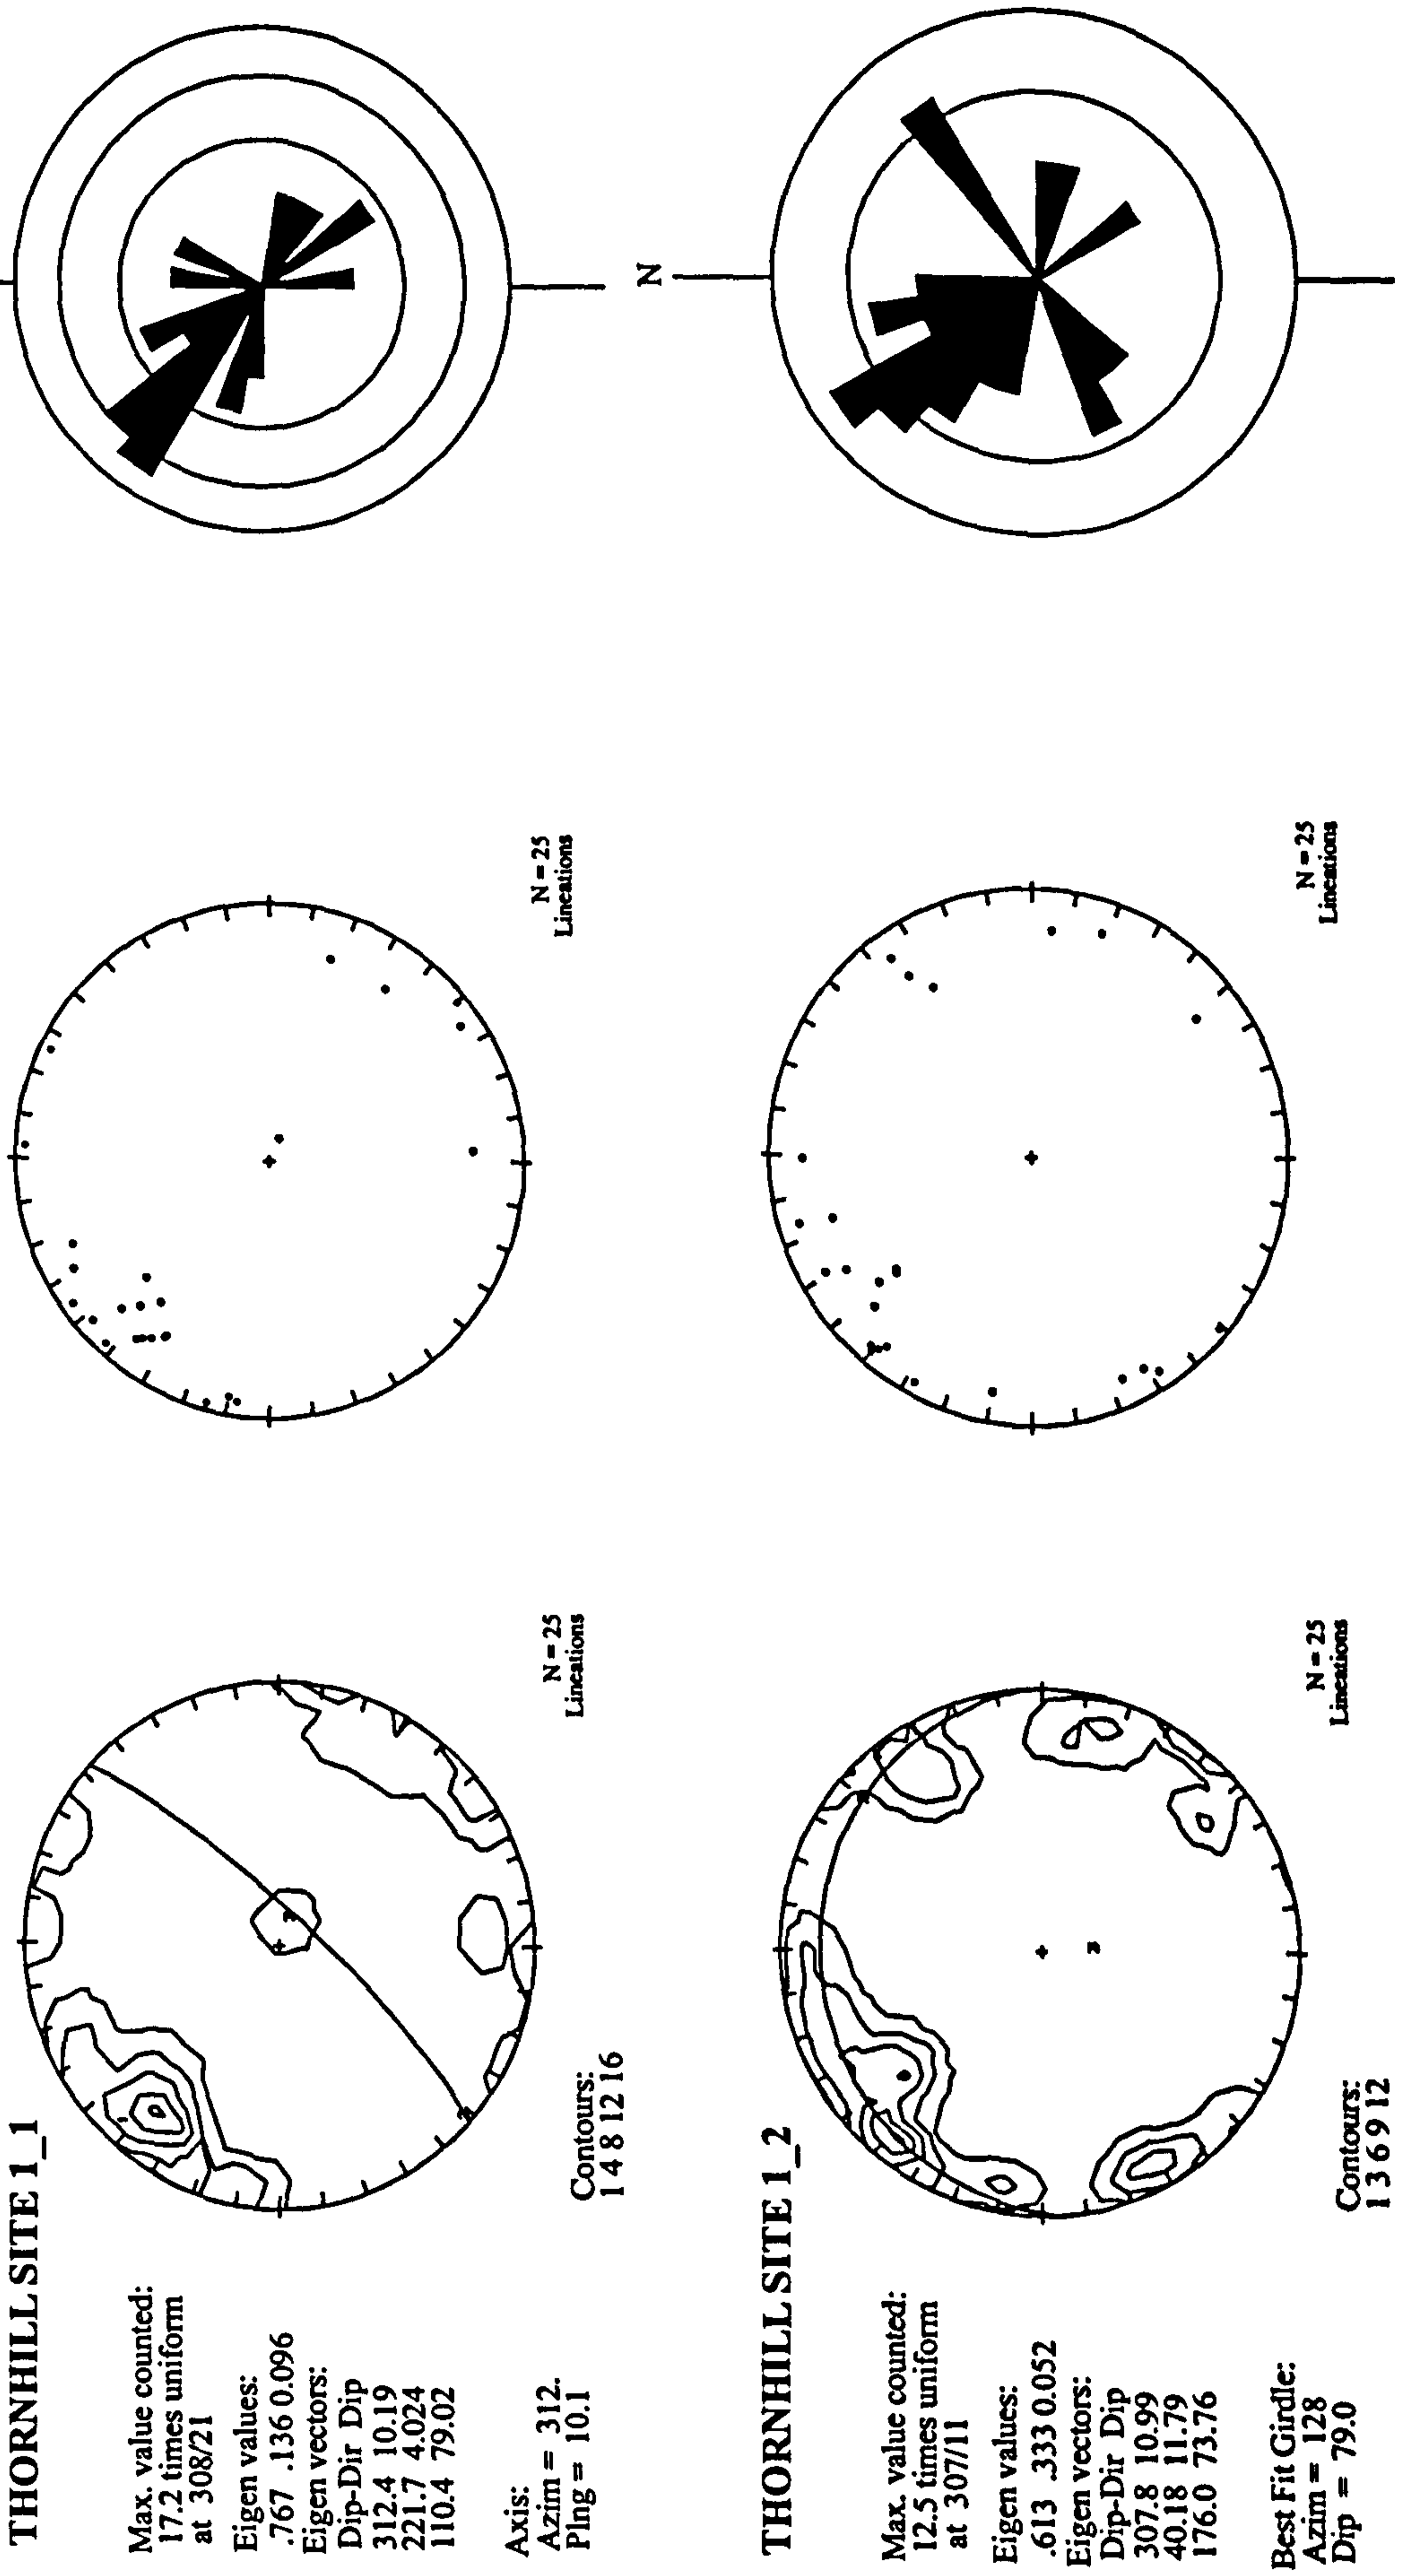 THORNHILL SITE 1_1
Max. value counted:
17.2 times uniform
at 308/21
Eigen values:
.767 .136 0.096
Eigen vectors:
Dip-Dir Dip
312.4 10.19
221.7 4.024
110.4 79.02
Axis:
Azim = 312.
Plng = 10.1
Contours:
1 4 8 12 16
N = 25
Lineations
N = 25
Lineations
THORNHILL SITE 1_2
Max. value counted:
12.5 times uniform
at 307/11
Eigen values:
.613 .333 0.052
Eigen vectors:
Dip-Dir Dip
307.8 10.99
40.18 11.79
176.0 73.76
Best Fit Girdle:
Azim = 128
Dip = 79.0
Contours:
1 3 6 9 12
N = 25
Lineations
N = 25
Lineations
N